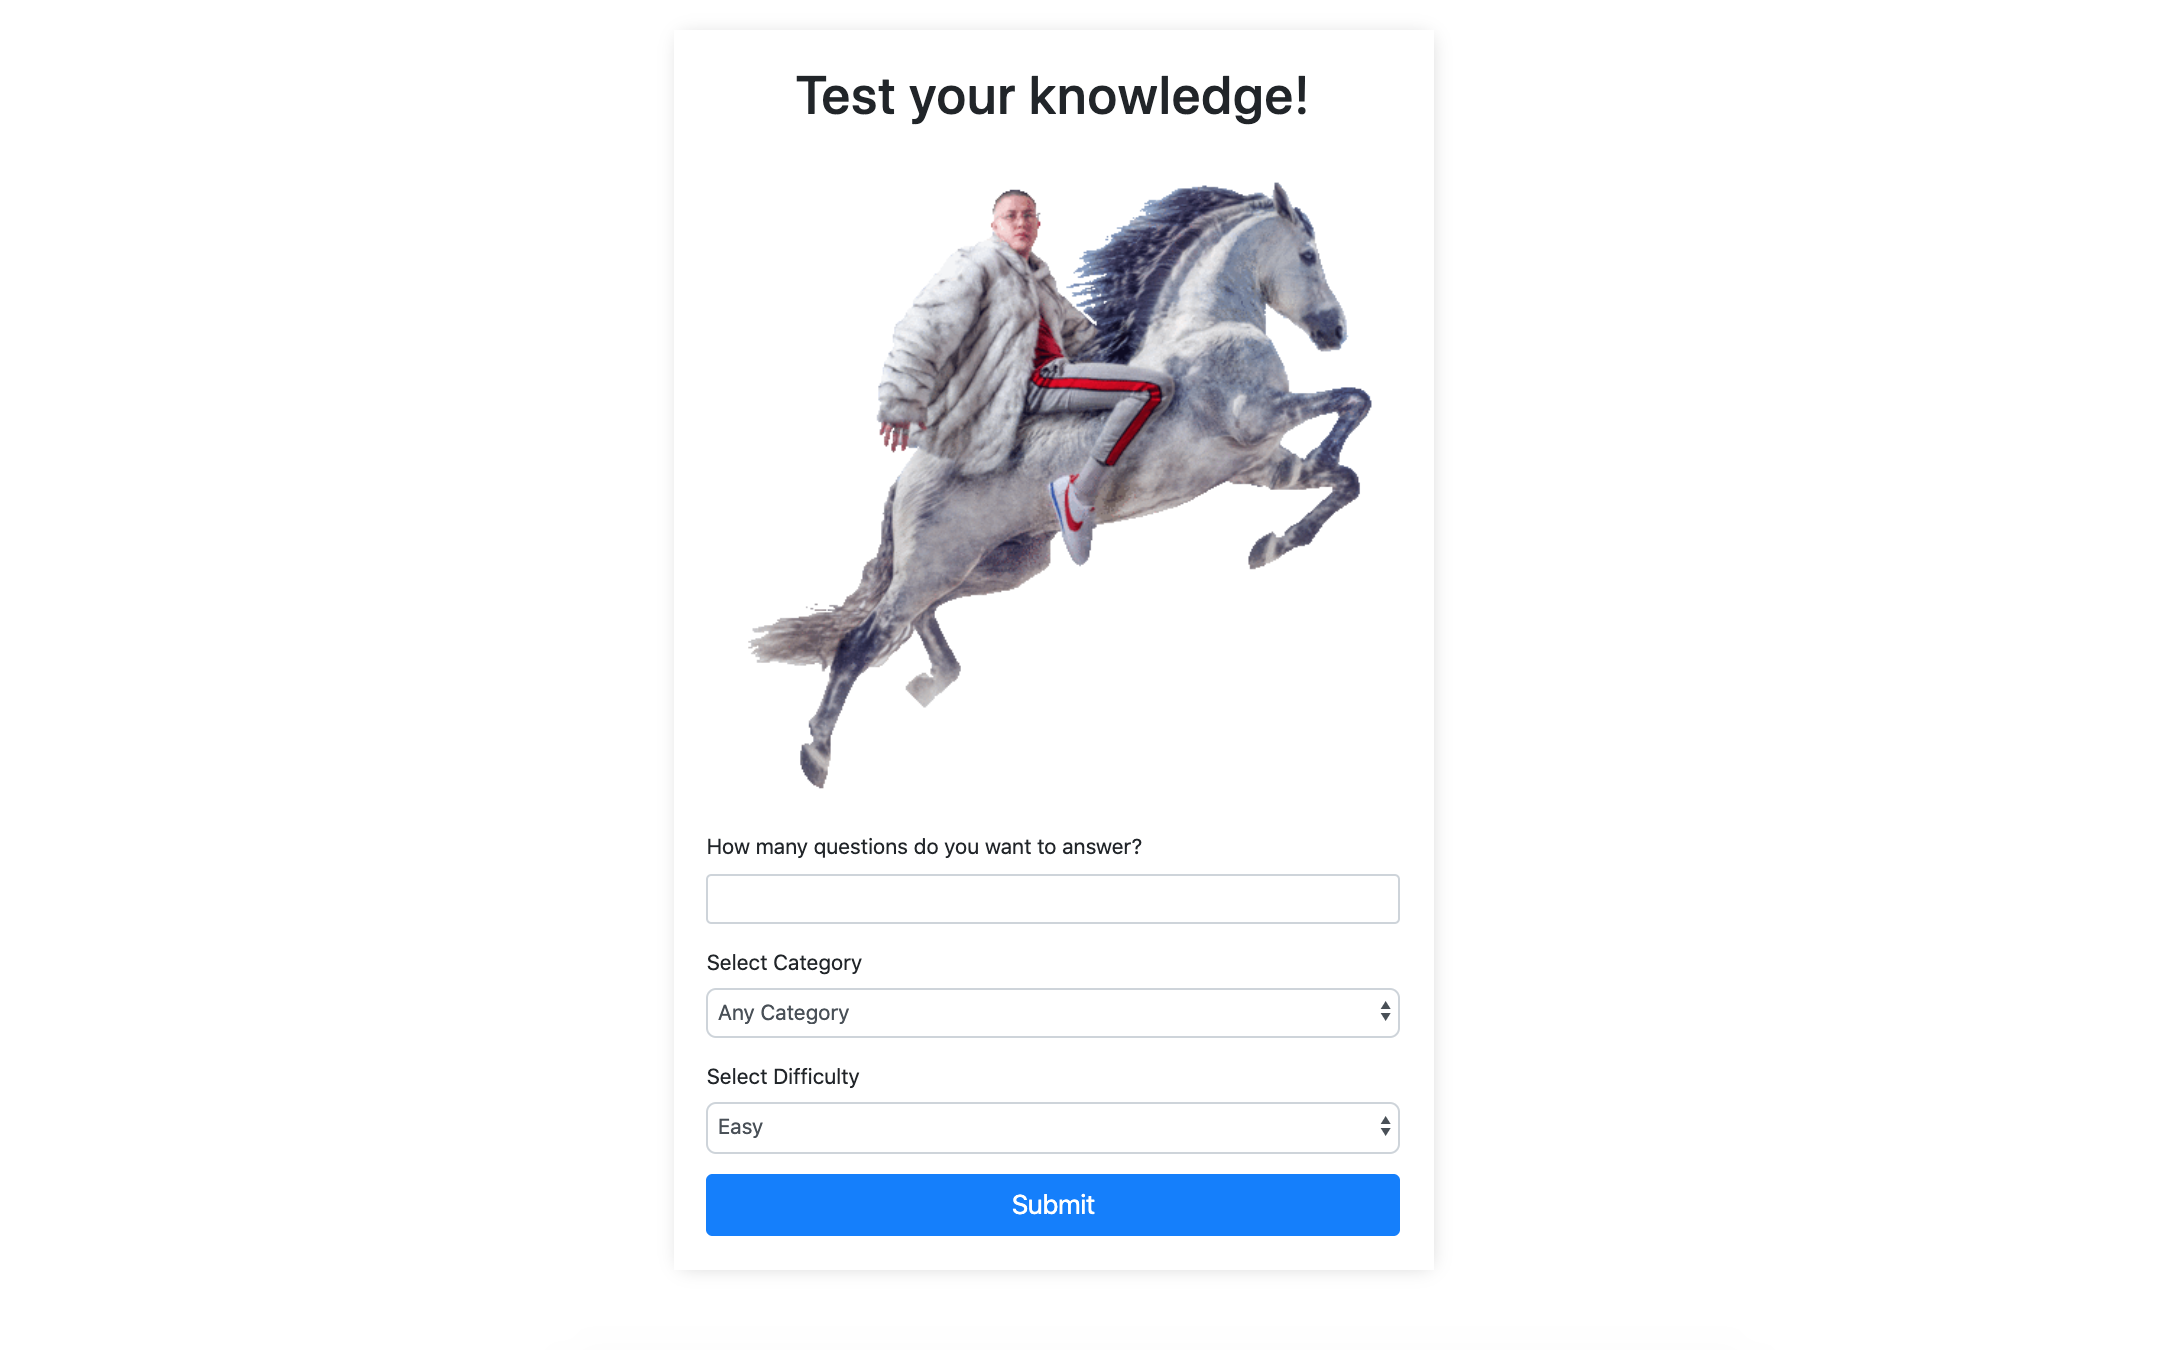 Test your knowledge!
How many questions do you want to answer?
Select Category
Any Category
Select Difficulty
Easy
Submit